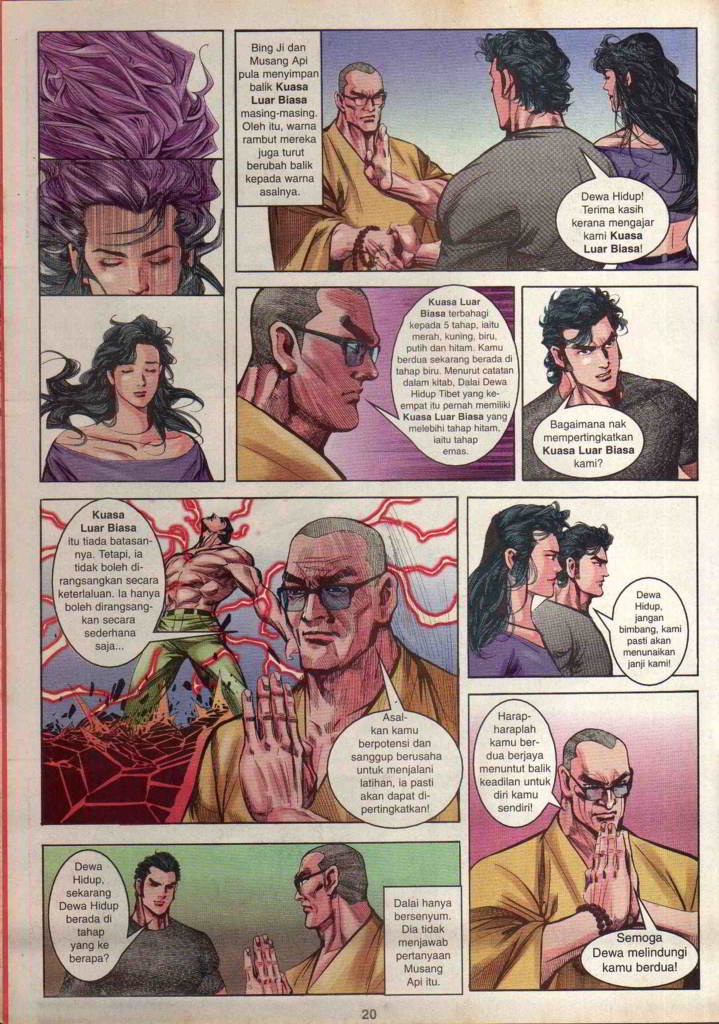 Bing Ji dan
Musang Api
pula menyimpan
balik Kuasa
Luar Biasa
masing-masing.
Oleh itu, warna
rambut mereka
juga turut
berubah balik
kepada warna
asalnya.
Dewa Hidup!
Terima kasih
kerana mengajar
kami Kuasa
Luar Biasa!
Kuasa Luar
Biasa terbahagi
kepada 5 tahap, iaitu
merah, kuning, biru,
putih dan hitam. Kamu
berdua sekarang berada di
tahap biru. Menurut catatan
dalam kitab, Dalai Dewa
Hidup Tibet yang ke-
empat itu pernah memiliki
Kuasa Luar Biasa yang
melebihi tahap hitam,
iaitu tahap
emas.
Bagaimana nak
mempertingkatkan
Kuasa Luar Biasa
kami?
Kuasa
Luar Biasa
itu tiada batasan-
nya. Tetapi, ia
tidak boleh di-
rangsangkan secara
keterlaluan. Ia hanya
boleh dirangsang-
kan secara
sederhana
saja...
Asal-
kan kamu
berpotensi dan
sanggup berusaha
untuk menjalani
latihan, ia pasti
akan dapat di-
pertingkatkan!
Dewa
Hidup,
jangan
bimbang, kami
pasti akan
menunaikan
janji kami!
Harap-
haraplah
kamu ber-
dua berjaya
menuntut balik
keadilan untuk
diri kamu
sendiri!
Semoga
Dewa melindungi
kamu berdua!
Dewa
Hidup,
sekarang
Dewa Hidup
berada di
tahap
yang ke
berapa?
Dalai hanya
bersenyum.
Dia tidak
menjawab
pertanyaan
Musang
Api itu.
20